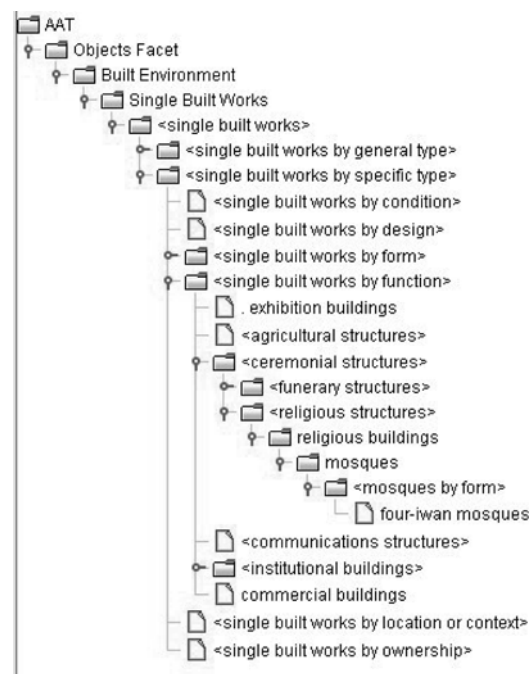 AAT
Objects Facet
Built Environment
Single Built Works
<single built works>
<single built works by general type>
<single built works by specific type>
<single built works by condition>
<single built works by design>
<single built works by form>
<single built works by function>
. exhibition buildings
<agricultural structures>
<ceremonial structures>
<funerary structures>
<religious structures>
religious buildings
mosques
<mosques by form>
four-iwan mosques
<communications structures>
<institutional buildings>
commercial buildings
<single built works by location or context>
<single built works by ownership>